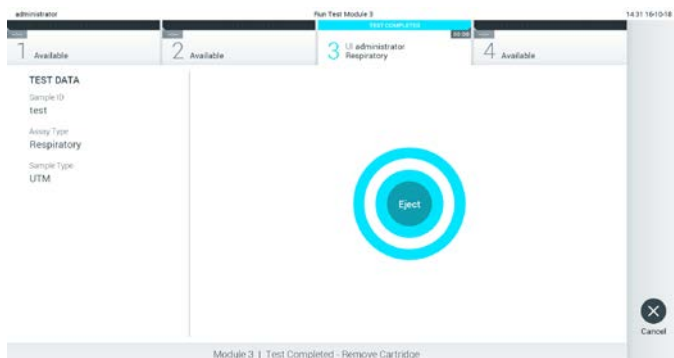 administrator
Run Test Module 3
14:31 16-10-18
TEST COMPLETED
00:00
1 Available
2 Available
3 UI administrator
Respiratory
4 Available
TEST DATA
Sample ID
test
Assay Type
Respiratory
Sample Type
UTM
Eject
Cancel
Module 3 | Test Completed - Remove Cartridge